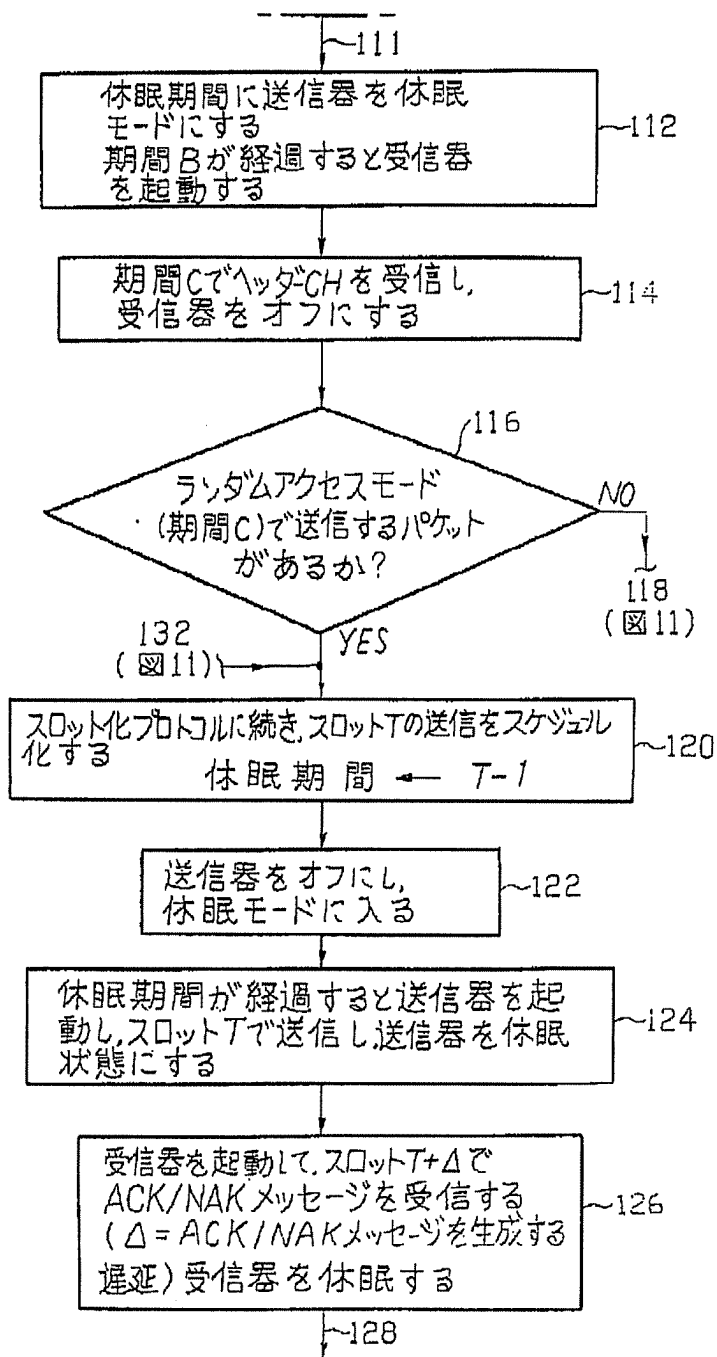 111
休眠期間に送信器を休眠
モードにする
期間Bが経過すると受信器
を起動する
112
期間CでヘッダーCHを受信し,
受信器をオフにする
114
116
ランダムアクセスモード
(期間C)で送信するパケット
があるか?
NO
118
(図11)
YES
132
(図11)
スロット化プロトコルに続き,スロットTの送信をスケジュール
化する
休眠期間 ← T-1
120
送信器をオフにし,
休眠モードに入る
122
休眠期間が経過すると送信器を起
動し,スロットTで送信し,送信器を休眠
状態にする
124
受信器を起動して,スロットT+Δで
ACK/NAKメッセージを受信する
(Δ=ACK/NAKメッセージを生成する
遅延)受信器を休眠する
126
128